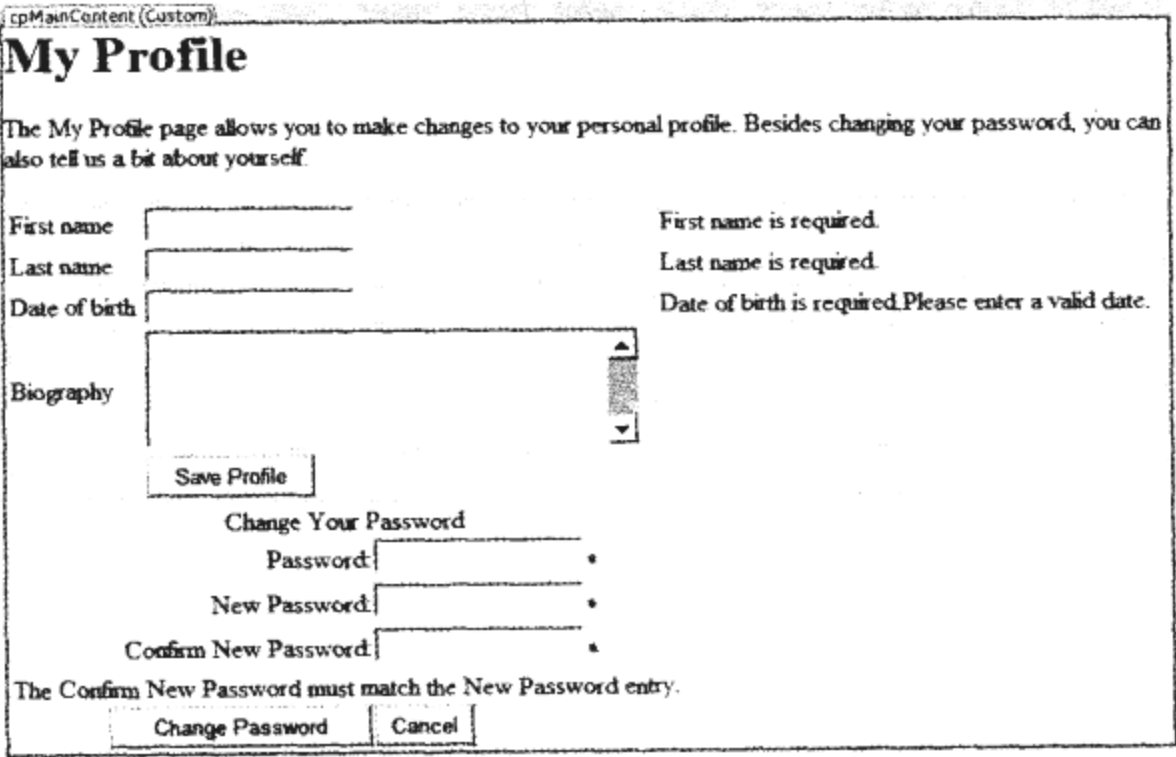 cpMainContent (Custom)
My Profile
The My Profile page allows you to make changes to your personal profile. Besides changing your password, you can
also tell us a bit about yourself.
First name First name is required.
Last name Last name is required.
Date of birth Date of birth is required.Please enter a valid date.
Biography
Save Profile
Change Your Password
Password: *
New Password: *
Confirm New Password: *
The Confirm New Password must match the New Password entry.
Change Password Cancel